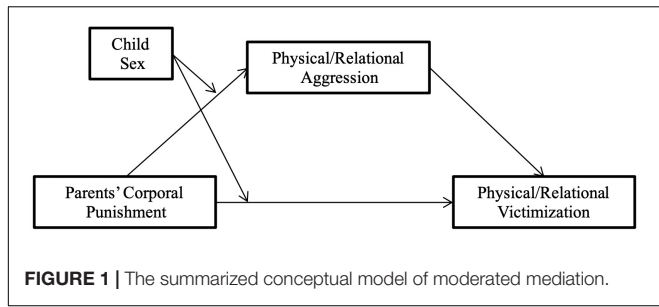 Child
Sex
Physical/Relational
Aggression
Parents' Corporal
Punishment
Physical/Relational
Victimization
FIGURE 1 | The summarized conceptual model of moderated mediation.